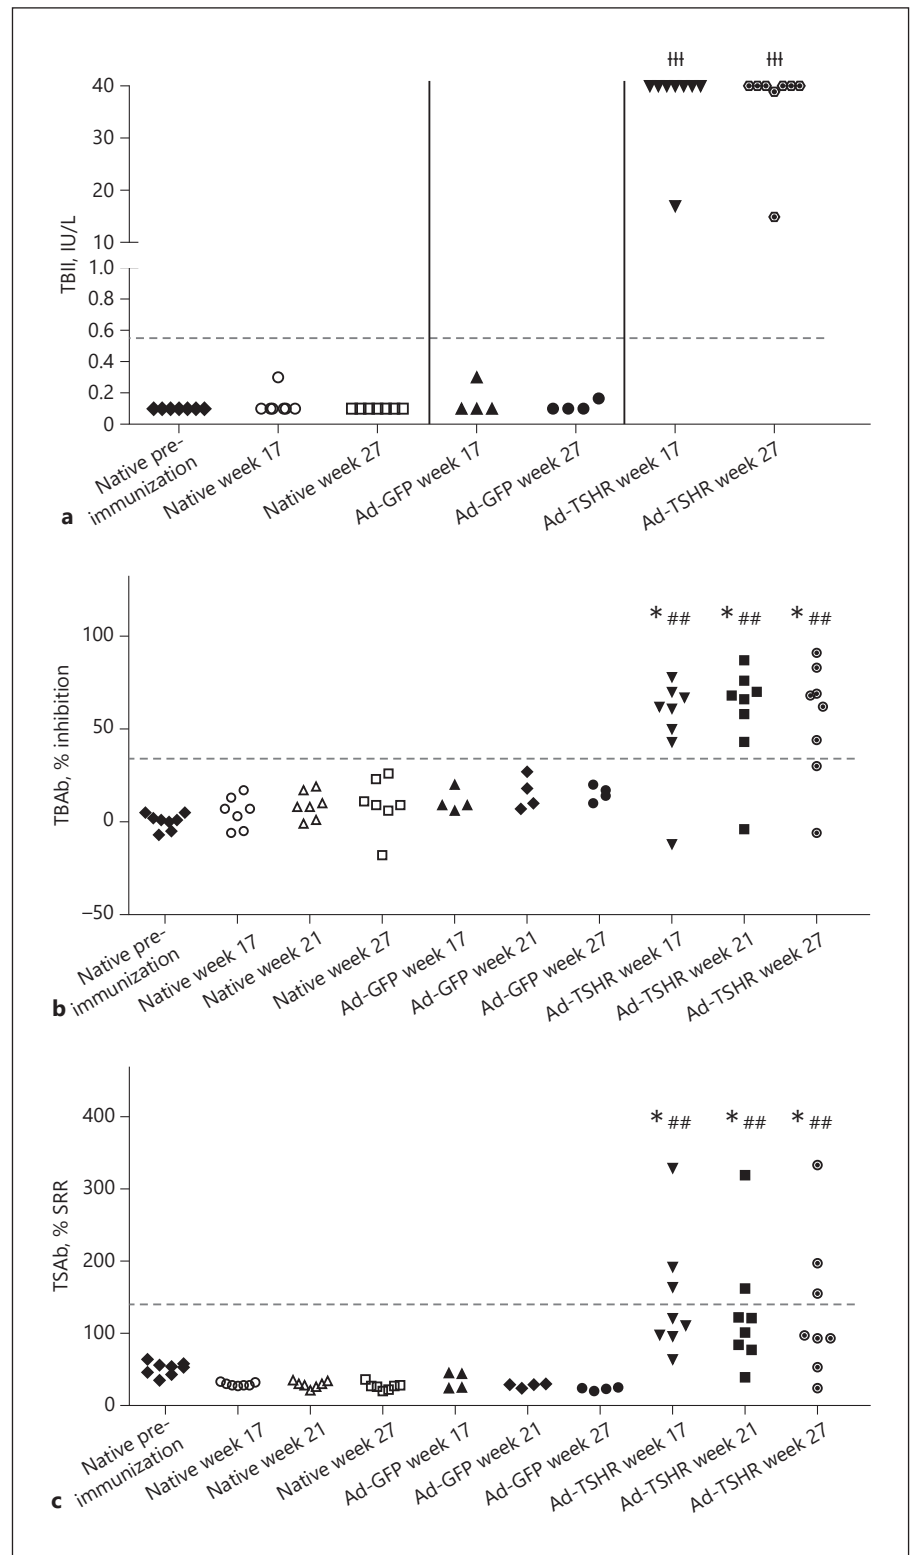 ƗƗƗ ƗƗƗ
40
30
20
10
1.0
0.8
0.6
0.4
0.2
0
TBII, IU/L
Native pre-
immunization
Native week 17
Native week 27
Ad-GFP week 17
Ad-GFP week 27
Ad-TSHR week 17
Ad-TSHR week 27
a
* ## * ## * ##
100
50
0
–50
TBAb, % inhibition
Native pre-
immunization
Native week 17
Native week 21
Native week 27
Ad-GFP week 17
Ad-GFP week 21
Ad-GFP week 27
Ad-TSHR week 17
Ad-TSHR week 21
Ad-TSHR week 27
b
* ## * ## * ##
400
300
200
100
0
TSAb, % SRR
Native pre-
immunization
Native week 17
Native week 21
Native week 27
Ad-GFP week 17
Ad-GFP week 21
Ad-GFP week 27
Ad-TSHR week 17
Ad-TSHR week 21
Ad-TSHR week 27
c